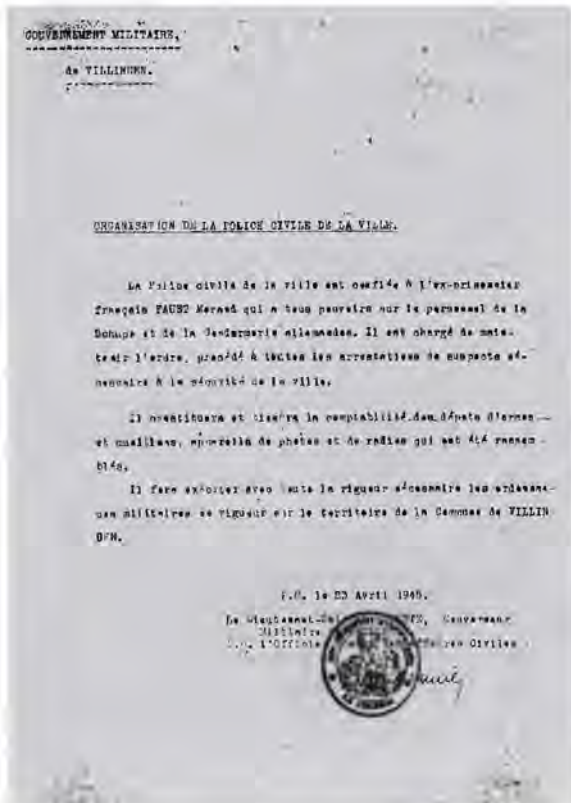 GOUVERNEMENT MILITAIRE,
de VILLINGEN.
ORGANISATION DE LA POLICE CIVILE DE LA VILLE.
La Police civile de la ville est confiée à l'ex-prisonnier
français FAUST qui a tous pouvoirs sur le personnel de la
Schupo et de la Gendarmerie allemandes. Il est chargé de main-
tenir l'ordre, procédé à toutes les arrestations de suspects né-
cessaire à la sécurité de la ville.
Il constituera et tiendra la comptabilité des dépots d'armes
et appareils de photos et de radios qui ont été rassem-
blés.
Il fera exécuter avec toute la rigueur nécessaire les ordonnan-
ces militaires en vigueur sur le territoire de la Commune de VILLIN
GEN.
le 23 Avril 1945.
Le Gouverneur
Militaire
L'Officier Affaires Civiles